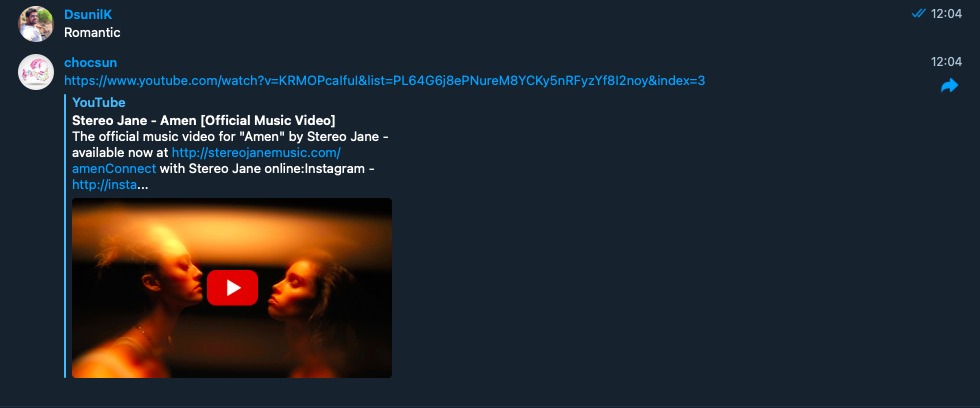 DsunilK
12:04
Romantic
chocsun
12:04
https://www.youtube.com/watch?v=KRMOPcaIfuI&list=PL64G6j8ePNureM8YCKy5nRFyzYf8I2noy&index=3
YouTube
Stereo Jane - Amen [Official Music Video]
The official music video for "Amen" by Stereo Jane -
available now at http://stereojanemusic.com/
amenConnect with Stereo Jane online:Instagram -
http://insta...